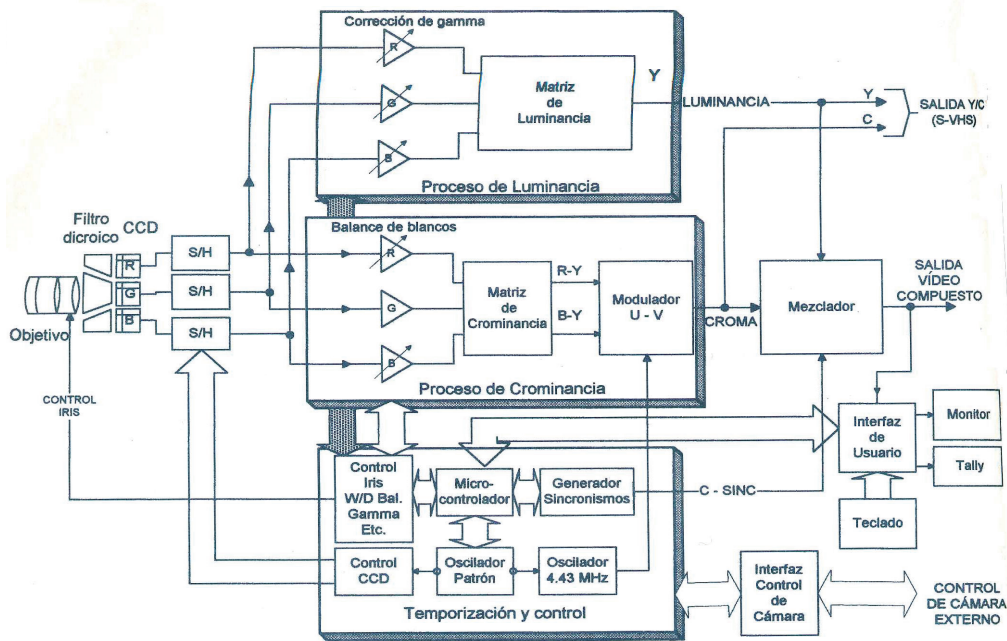 Corrección de gamma
R
G
B
Matriz
de
Luminancia
Y
LUMINANCIA
Y
C
SALIDA Y/C
(S-VHS)
Proceso de Luminancia
Filtro
dicroico
CCD
R
G
B
Objetivo
S/H
S/H
S/H
Balance de blancos
R
G
B
Matriz
de
Crominancia
R-Y
B-Y
Modulador
U - V
CROMA
Mezclador
SALIDA
VÍDEO
COMPUESTO
Proceso de Crominancia
CONTROL
IRIS
Control
Iris
W/D Bal.
Gamma
Etc.
Micro-
controlador
Generador
Sincronismos
C - SINC
Interfaz
de
Usuario
Monitor
Tally
Teclado
Control
CCD
Oscilador
Patrón
Oscilador
4.43 MHz
Temporización y control
Interfaz
Control
de
Cámara
CONTROL
DE CÁMARA
EXTERNO